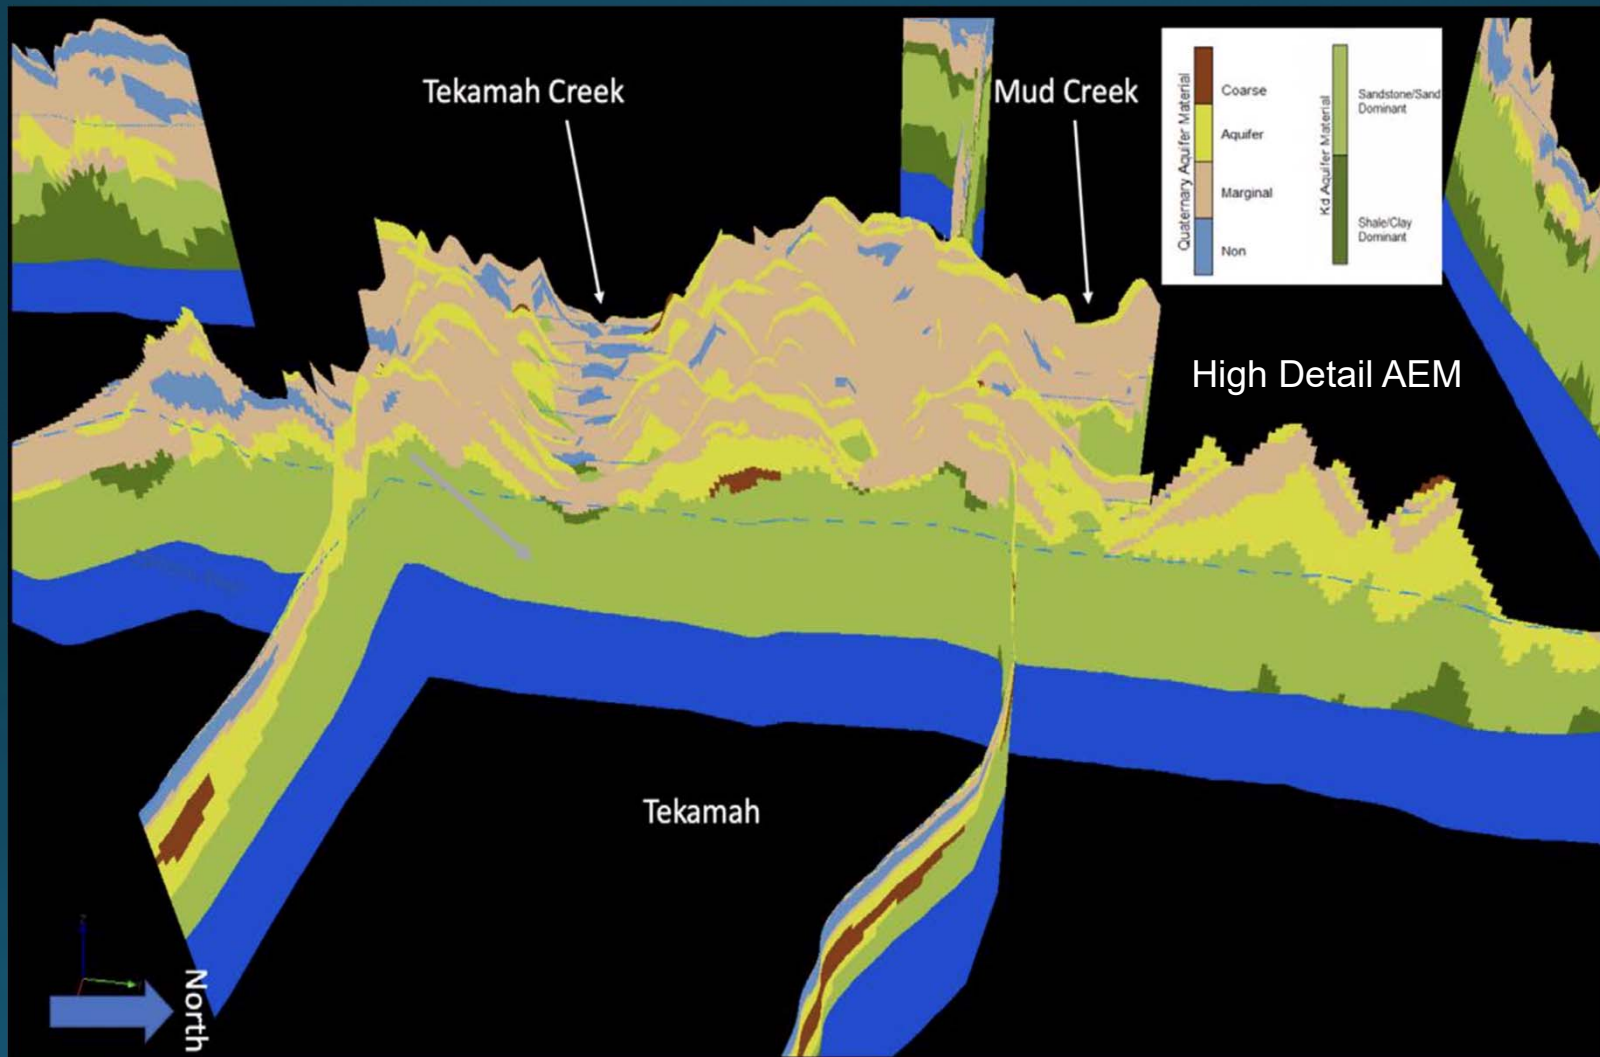 Tekamah Creek
Mud Creek
Quaternary Aquifer Material
Coarse
Aquifer
Marginal
Non
Kd Aquifer Material
Sandstone/Sand
Dominant
Shale/Clay
Dominant
High Detail AEM
Tekamah
North